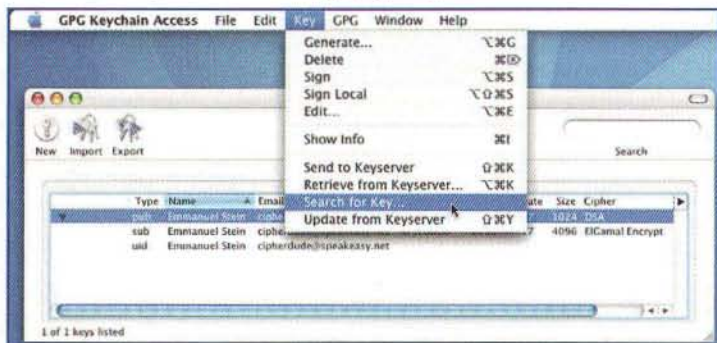 GPG Keychain Access File Edit Key GPG Window Help
Generate... ⌥⌘G
Delete ⌘⌦
Sign ⌥⌘S
Sign Local ⌥⇧⌘S
Edit... ⌥⌘E
Show Info ⌘I
Send to Keyserver ⇧⌘K
Retrieve from Keyserver... ⌥⌘K
Search for Key...
Update from Keyserver ⇧⌘Y
New Import Export Search
Type Name Email ate Size Cipher
pub Emmanuel Stein ciphe 1024 DSA
sub Emmanuel Stein 7 4096 ElGamal Encrypt
uid Emmanuel Stein cipherdude@speakeasy.net
1 of 1 keys listed